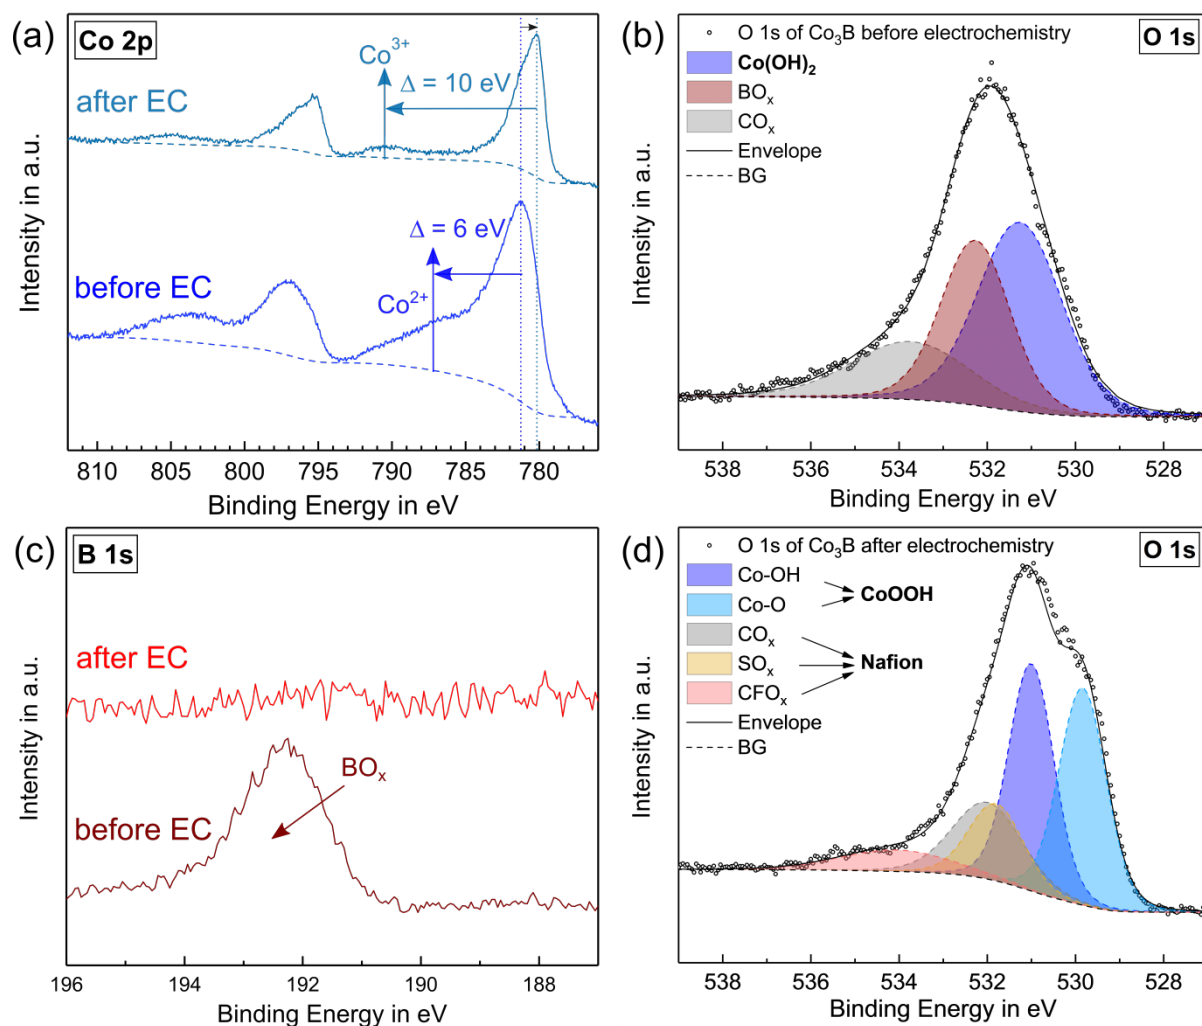 (a)
Co 2p
Co³⁺
Δ = 10 eV
after EC
Δ = 6 eV
before EC
Co²⁺
Intensity in a.u.
810 805 800 795 790 785 780
Binding Energy in eV
(b)
O 1s
O 1s of Co₃B before electrochemistry
Co(OH)₂
BOₓ
COₓ
Envelope
BG
Intensity in a.u.
538 536 534 532 530 528
Binding Energy in eV
(c)
B 1s
after EC
BOₓ
before EC
Intensity in a.u.
196 194 192 190 188
Binding Energy in eV
(d)
O 1s
O 1s of Co₃B after electrochemistry
Co-OH
Co-O
CoOOH
COₓ
SOₓ
Nafion
CFOₓ
Envelope
BG
Intensity in a.u.
538 536 534 532 530 528
Binding Energy in eV